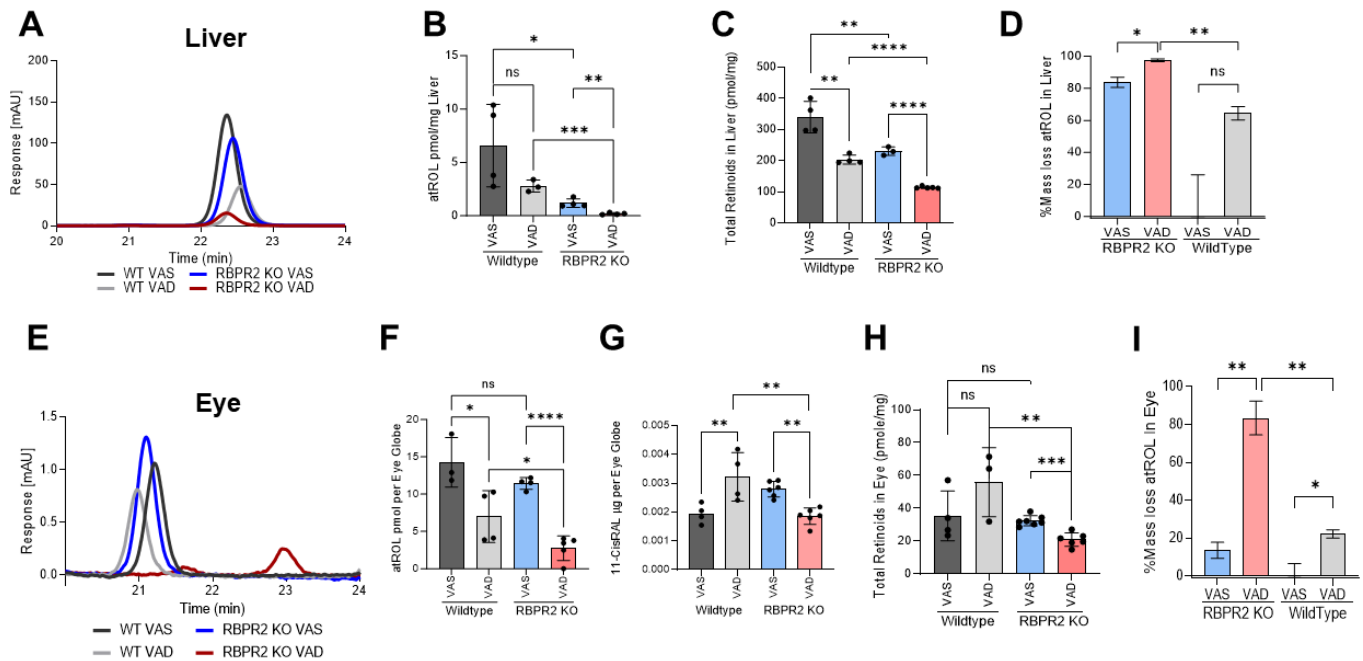 A
Liver
Response [mAU]
200
150
100
50
0
20
21
22
23
24
Time (min)
WT VAS
RBPR2 KO VAS
WT VAD
RBPR2 KO VAD
B
atROL pmol/mg Liver
15
10
5
0
*
ns
**
***
VAS
VAD
VAS
VAD
Wildtype
RBPR2 KO
C
Total Retinoids in Liver (pmol/mg)
500
400
300
200
100
0
**
****
**
****
VAS
VAD
VAS
VAD
Wildtype
RBPR2 KO
D
%Mass loss atROL in Liver
100
80
60
40
20
0
*
**
ns
VAS VAD VAS VAD
RBPR2 KO WildType
E
Eye
Response [mAU]
1.5
1.0
0.5
0.0
21
22
23
24
Time (min)
WT VAS
RBPR2 KO VAS
WT VAD
RBPR2 KO VAD
F
atROL pmol per Eye Globe
20
15
10
5
0
ns
*
****
*
VAS
VAD
VAS
VAD
Wildtype
RBPR2 KO
G
11-CisRAL µg per Eye Globe
0.005
0.004
0.003
0.002
0.001
0.000
**
**
**
VAS
VAD
VAS
VAD
Wildtype
RBPR2 KO
H
Total Retinoids in Eye (pmole/mg)
100
80
60
40
20
0
ns
ns
**
***
VAS
VAD
VAS
VAD
Wildtype
RBPR2 KO
I
%Mass loss atROL in Eye
100
80
60
40
20
0
**
**
*
VAS VAD VAS VAD
RBPR2 KO WildType